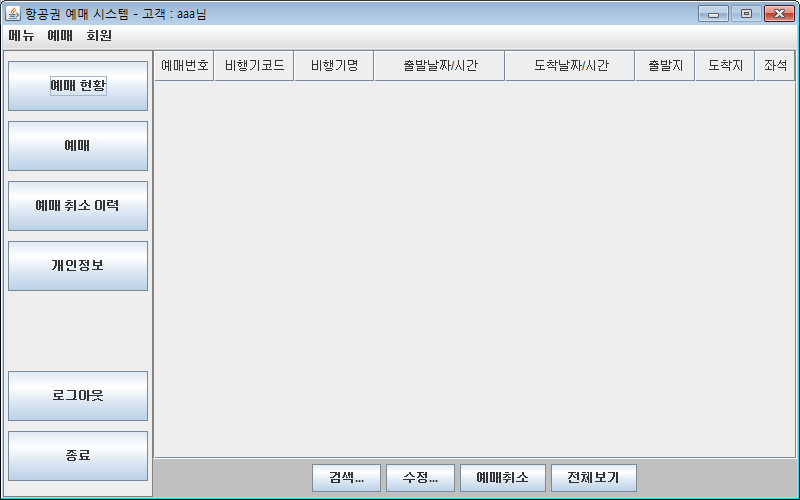 항공권 예매 시스템 - 고객 : aaa님
메뉴 예매 회원
예매 현황
예매
예매 취소 이력
개인정보
로그아웃
종료
예매번호 비행기코드 비행기명 출발날짜/시간 도착날짜/시간 출발지 도착지 좌석
검색... 수정... 예매취소 전체보기